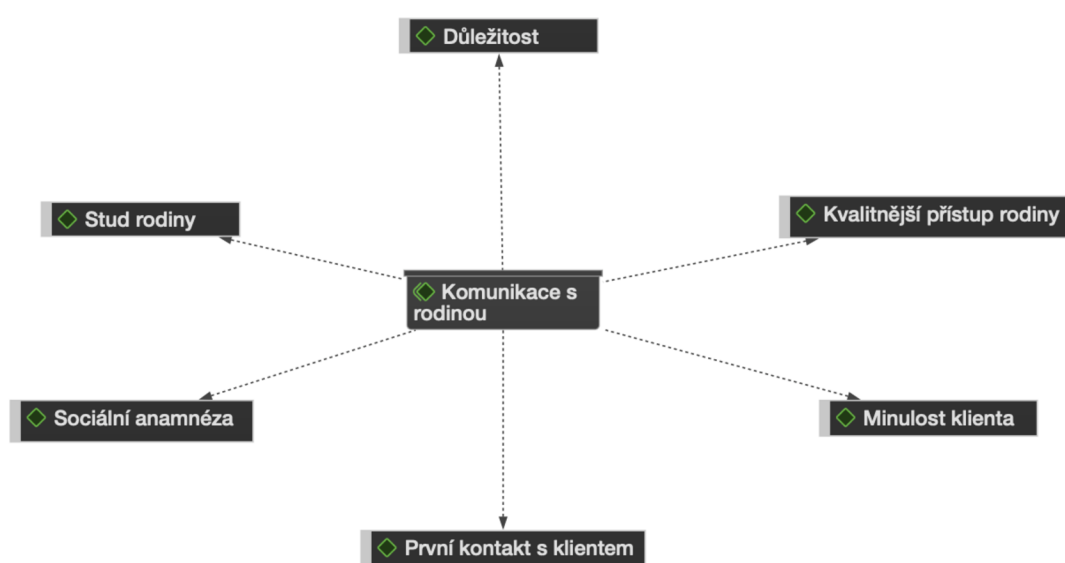 Důležitost
Stud rodiny
Kvalitnější přístup rodiny
Komunikace s
rodinou
Sociální anamnéza
Minulost klienta
První kontakt s klientem